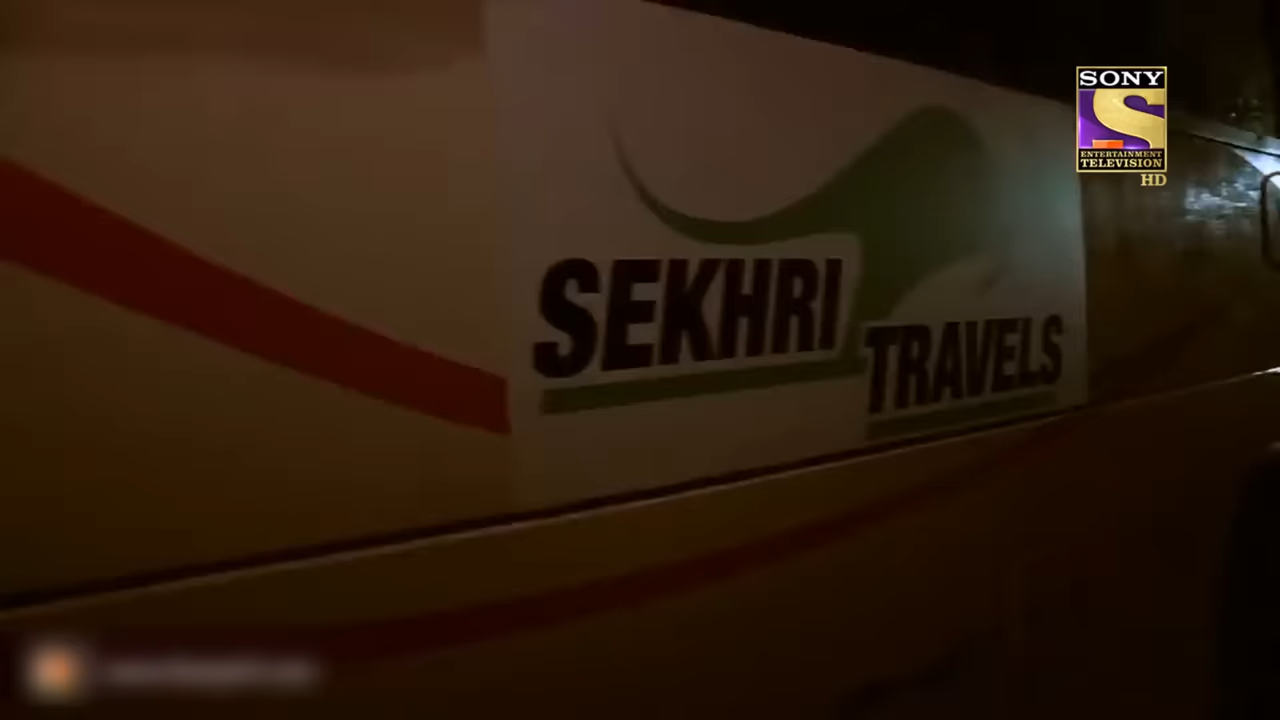 SONY
ENTERTAINMENT
TELEVISION
HD
SEKHRI
TRAVELS